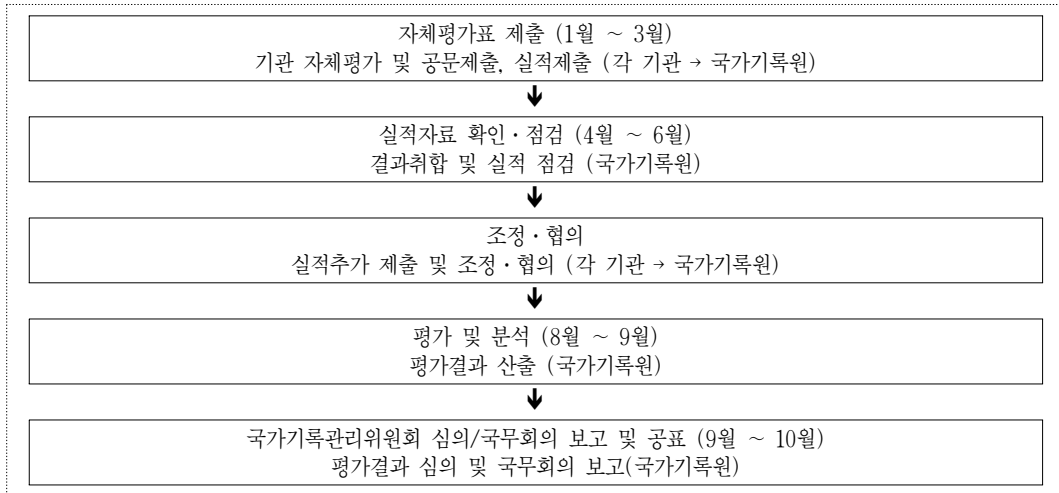 자체평가표 제출 (1월 ~ 3월)
기관 자체평가 및 공문제출, 실적제출 (각 기관 → 국가기록원)
실적자료 확인・점검 (4월 ~ 6월)
결과취합 및 실적 점검 (국가기록원)
조정・협의
실적추가 제출 및 조정・협의 (각 기관 → 국가기록원)
평가 및 분석 (8월 ~ 9월)
평가결과 산출 (국가기록원)
국가기록관리위원회 심의/국무회의 보고 및 공표 (9월 ~ 10월)
평가결과 심의 및 국무회의 보고(국가기록원)